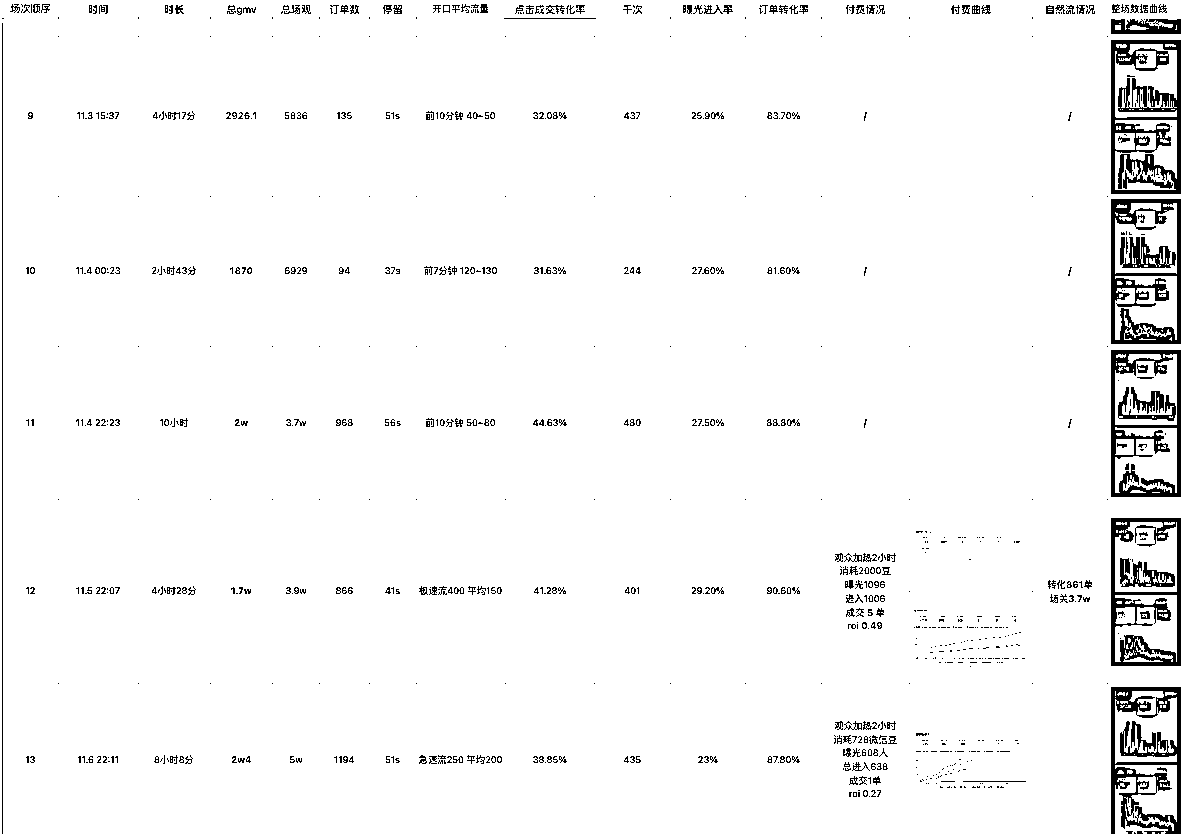 场次顺序 时间 时长 总gmv 总场观 订单数 停留 开口平均流量 点击成交转化率 千次 曝光进入率 订单转化率 付费情况 付费曲线 自然流情况 整场数据曲线
9 11.3 15:37 4小时17分 2926.1 5836 135 51s 前10分钟 40~50 32.08% 437 25.90% 83.70% / /
10 11.4 00:23 2小时43分 1670 6929 94 37s 前7分钟 120~130 31.63% 244 27.60% 81.60% / /
11 11.4 22:23 10小时 2w 3.7w 968 56s 前10分钟 50~80 44.63% 480 27.50% 88.80% / /
12 11.5 22:07 4小时28分 1.7w 3.9w 866 41s 极速流400 平均150 41.28% 401 29.20% 90.60%
观众加热2小时
消耗2000豆
曝光1096
进入1006
成交 5 单
roi 0.49
转化861单
场关3.7w
13 11.6 22:11 8小时8分 2w4 5w 1194 51s 急速流250 平均200 38.85% 435 23% 87.80%
观众加热2小时
消耗728微信豆
曝光608人
总进入638
成交1单
roi 0.27